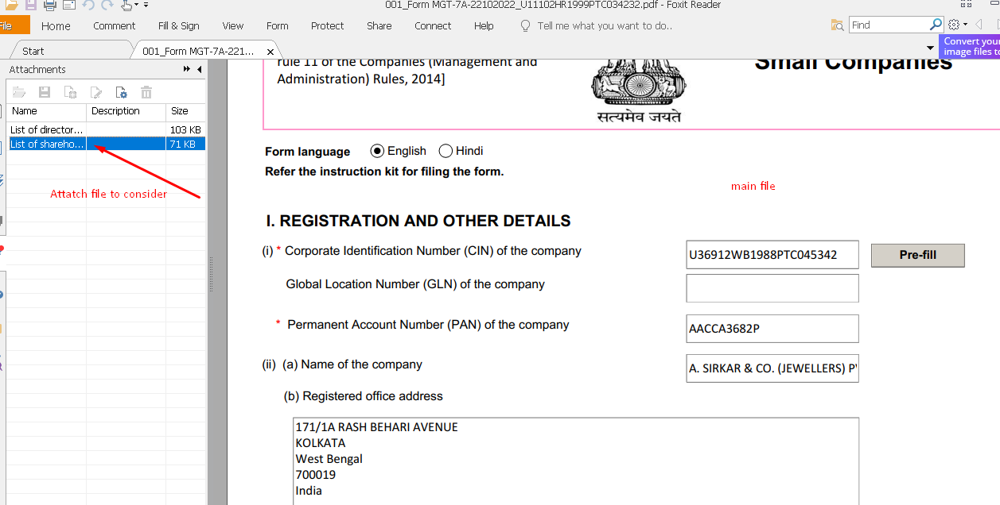 001_Form MGT-7A-22102022_U11102HR1999PTC034232.pdf - Foxit Reader
File Home Comment Fill & Sign View Form Protect Share Connect Help Tell me what you want to do.. Find
Convert your
image files to
Start 001_Form MGT-7A-221... x
Attachments
Name Description Size
List of director... 103 KB
List of shareho... 71 KB
Attatch file to consider
rule 11 of the Companies (Management and
Administration) Rules, 2014]
सत्यमेव जयते
Small Companies
Form language English Hindi
Refer the instruction kit for filing the form.
main file
I. REGISTRATION AND OTHER DETAILS
(i) * Corporate Identification Number (CIN) of the company U36912WB1988PTC045342 Pre-fill
Global Location Number (GLN) of the company
* Permanent Account Number (PAN) of the company AACCA3682P
(ii) (a) Name of the company A. SIRKAR & CO. (JEWELLERS) P
(b) Registered office address
171/1A RASH BEHARI AVENUE
KOLKATA
West Bengal
700019
India